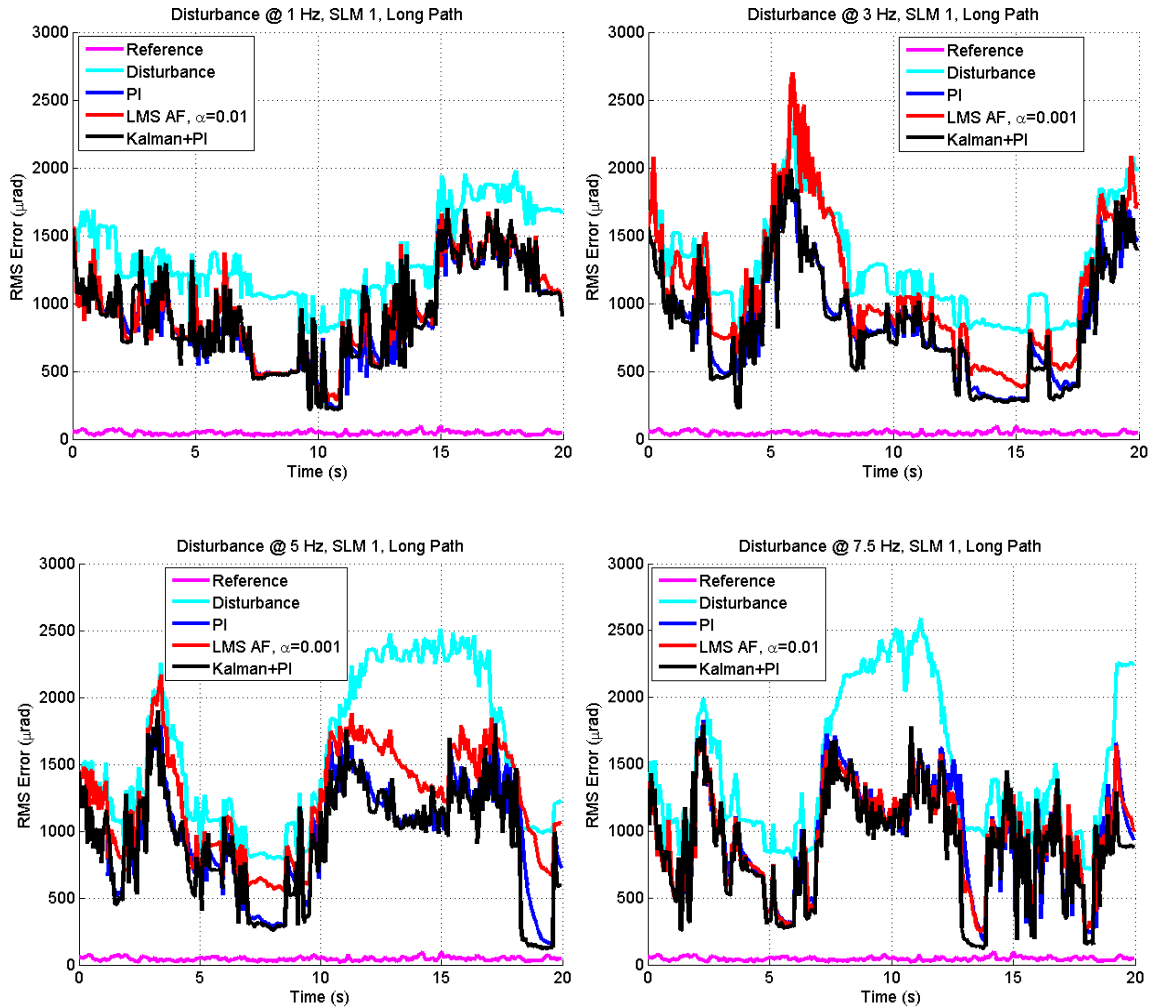 Disturbance @ 1 Hz, SLM 1, Long Path
3000
2500
2000
1500
1000
500
0
RMS Error (μrad)
Reference
Disturbance
PI
LMS AF, α=0.01
Kalman+PI
0 5 10 15 20
Time (s)
Disturbance @ 3 Hz, SLM 1, Long Path
3000
2500
2000
1500
1000
500
0
RMS Error (μrad)
Reference
Disturbance
PI
LMS AF, α=0.001
Kalman+PI
0 5 10 15 20
Time (s)
Disturbance @ 5 Hz, SLM 1, Long Path
3000
2500
2000
1500
1000
500
0
RMS Error (μrad)
Reference
Disturbance
PI
LMS AF, α=0.001
Kalman+PI
0 5 10 15 20
Time (s)
Disturbance @ 7.5 Hz, SLM 1, Long Path
3000
2500
2000
1500
1000
500
0
RMS Error (μrad)
Reference
Disturbance
PI
LMS AF, α=0.01
Kalman+PI
0 5 10 15 20
Time (s)